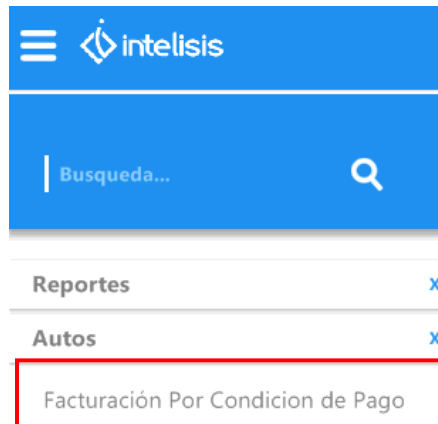 intelisis
Busqueda...
Reportes x
Autos x
Facturación Por Condicion de Pago